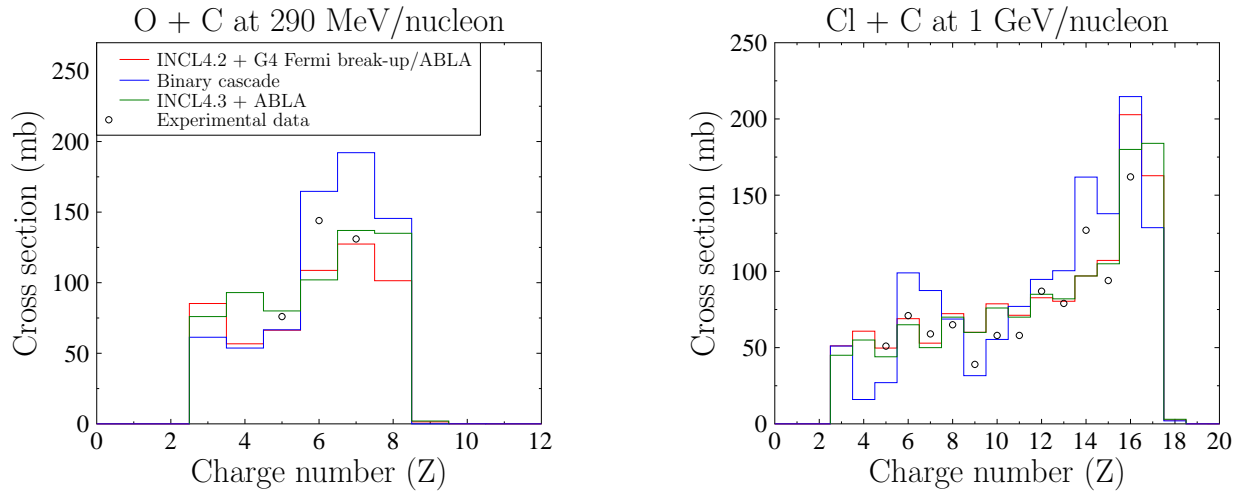 O + C at 290 MeV/nucleon
250
200
150
100
50
0
Cross section (mb)
INCL4.2 + G4 Fermi break-up/ABLA
Binary cascade
INCL4.3 + ABLA
Experimental data
0 2 4 6 8 10 12
Charge number (Z)
Cl + C at 1 GeV/nucleon
250
200
150
100
50
0
Cross section (mb)
0 2 4 6 8 10 12 14 16 18 20
Charge number (Z)